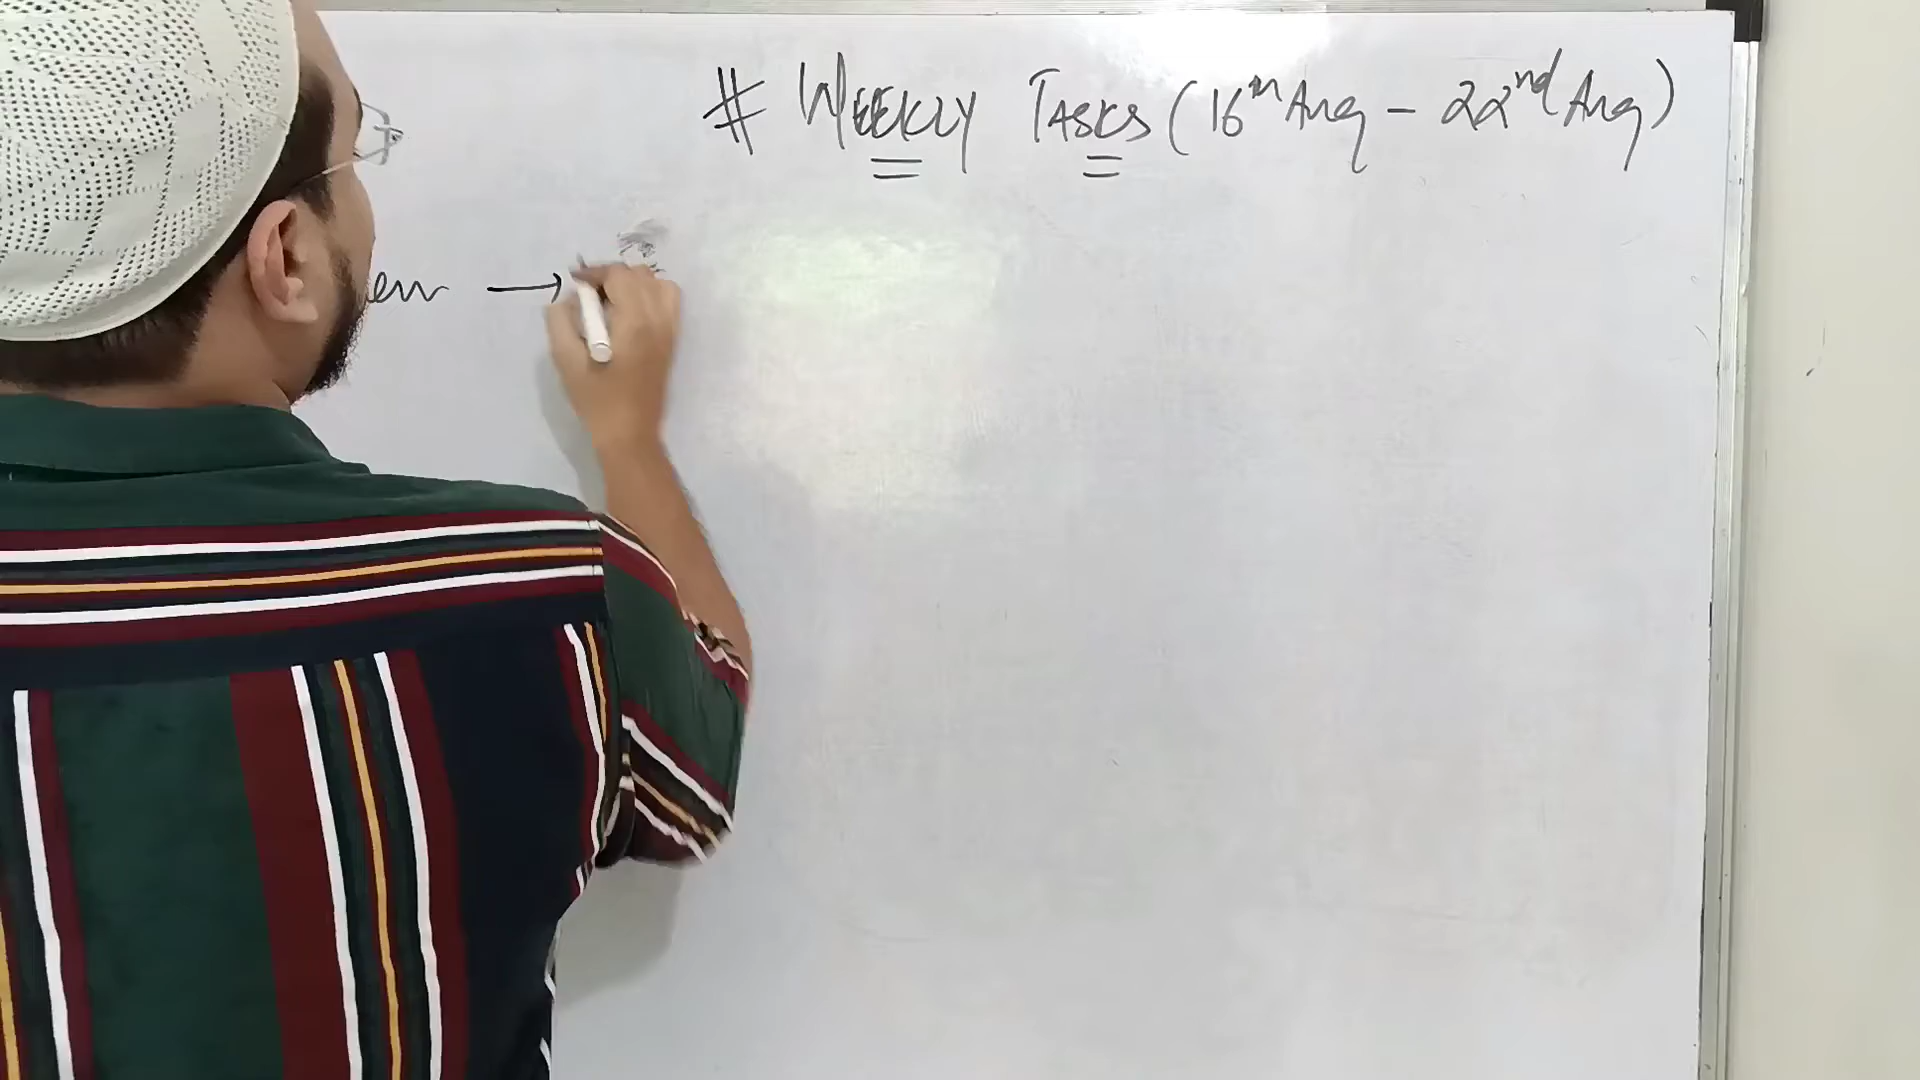 # WEEKLY TASKS (16th Aug - 22nd Aug)
→